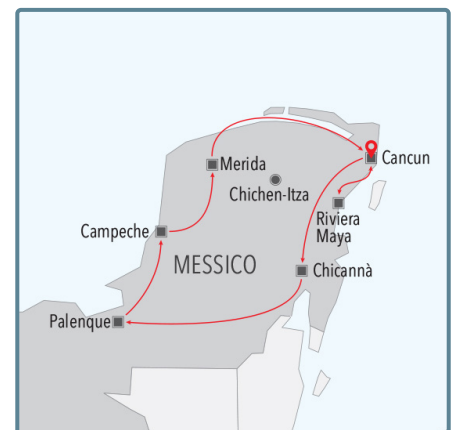 Merida
Cancun
Chichen-Itza
Riviera
Maya
Campeche
MESSICO
Chicannà
Palenque